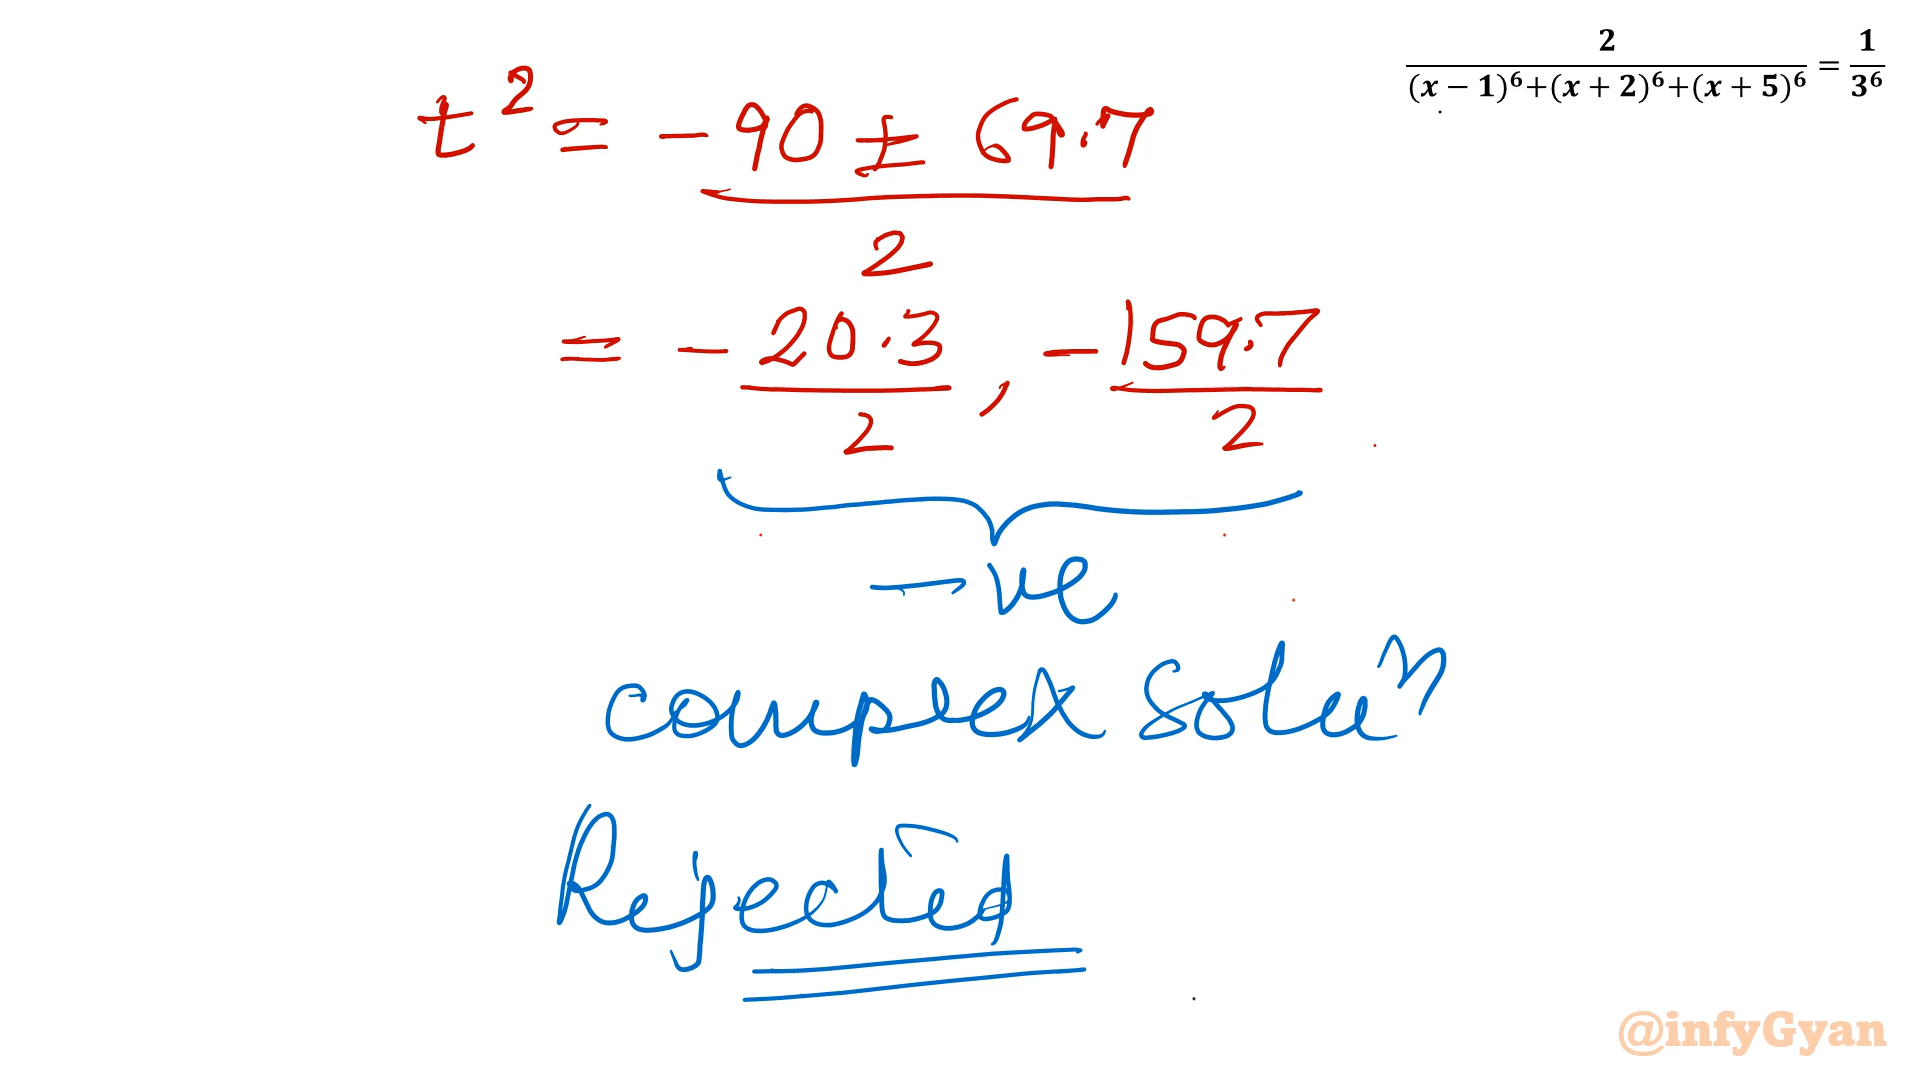 2 / ((x − 1)⁶+(x + 2)⁶+(x + 5)⁶) = 1 / 3⁶
t² = (−90 ± 69.7) / 2
= −20.3 / 2 , −159.7 / 2
−ve
complex soluⁿ
Rejected
@infyGyan